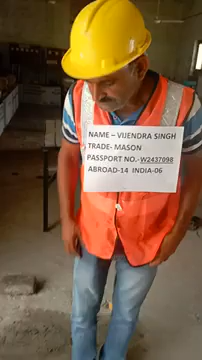 NAME – VIJENDRA SINGH
TRADE- MASON
PASSPORT NO.-W2437098
ABROAD-14 INDIA-06